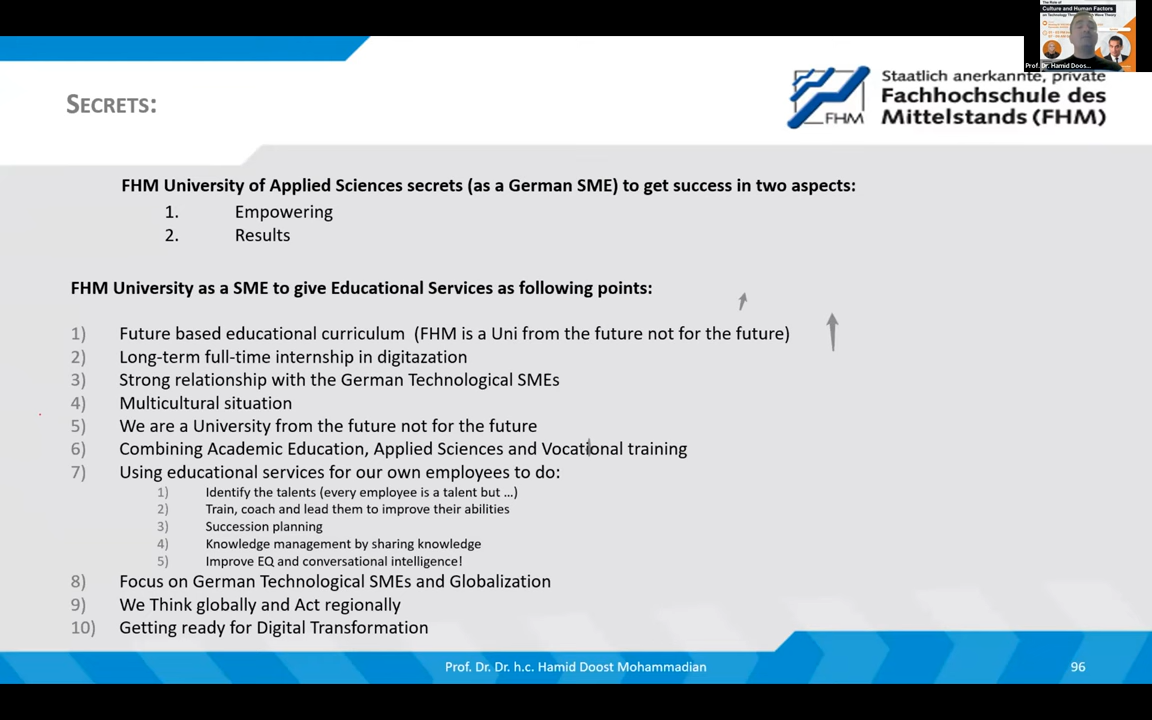 The Role of
Culture and Human Factors
Prof. Dr. Hamid Doos...
SECRETS:
Staatlich anerkannte, private
Fachhochschule des
Mittelstands (FHM)
FHM
FHM University of Applied Sciences secrets (as a German SME) to get success in two aspects:
1. Empowering
2. Results
FHM University as a SME to give Educational Services as following points:
1) Future based educational curriculum (FHM is a Uni from the future not for the future)
2) Long-term full-time internship in digitazation
3) Strong relationship with the German Technological SMEs
4) Multicultural situation
5) We are a University from the future not for the future
6) Combining Academic Education, Applied Sciences and Vocational training
7) Using educational services for our own employees to do:
1) Identify the talents (every employee is a talent but …)
2) Train, coach and lead them to improve their abilities
3) Succession planning
4) Knowledge management by sharing knowledge
5) Improve EQ and conversational intelligence!
8) Focus on German Technological SMEs and Globalization
9) We Think globally and Act regionally
10) Getting ready for Digital Transformation
Prof. Dr. Dr. h.c. Hamid Doost Mohammadian
96